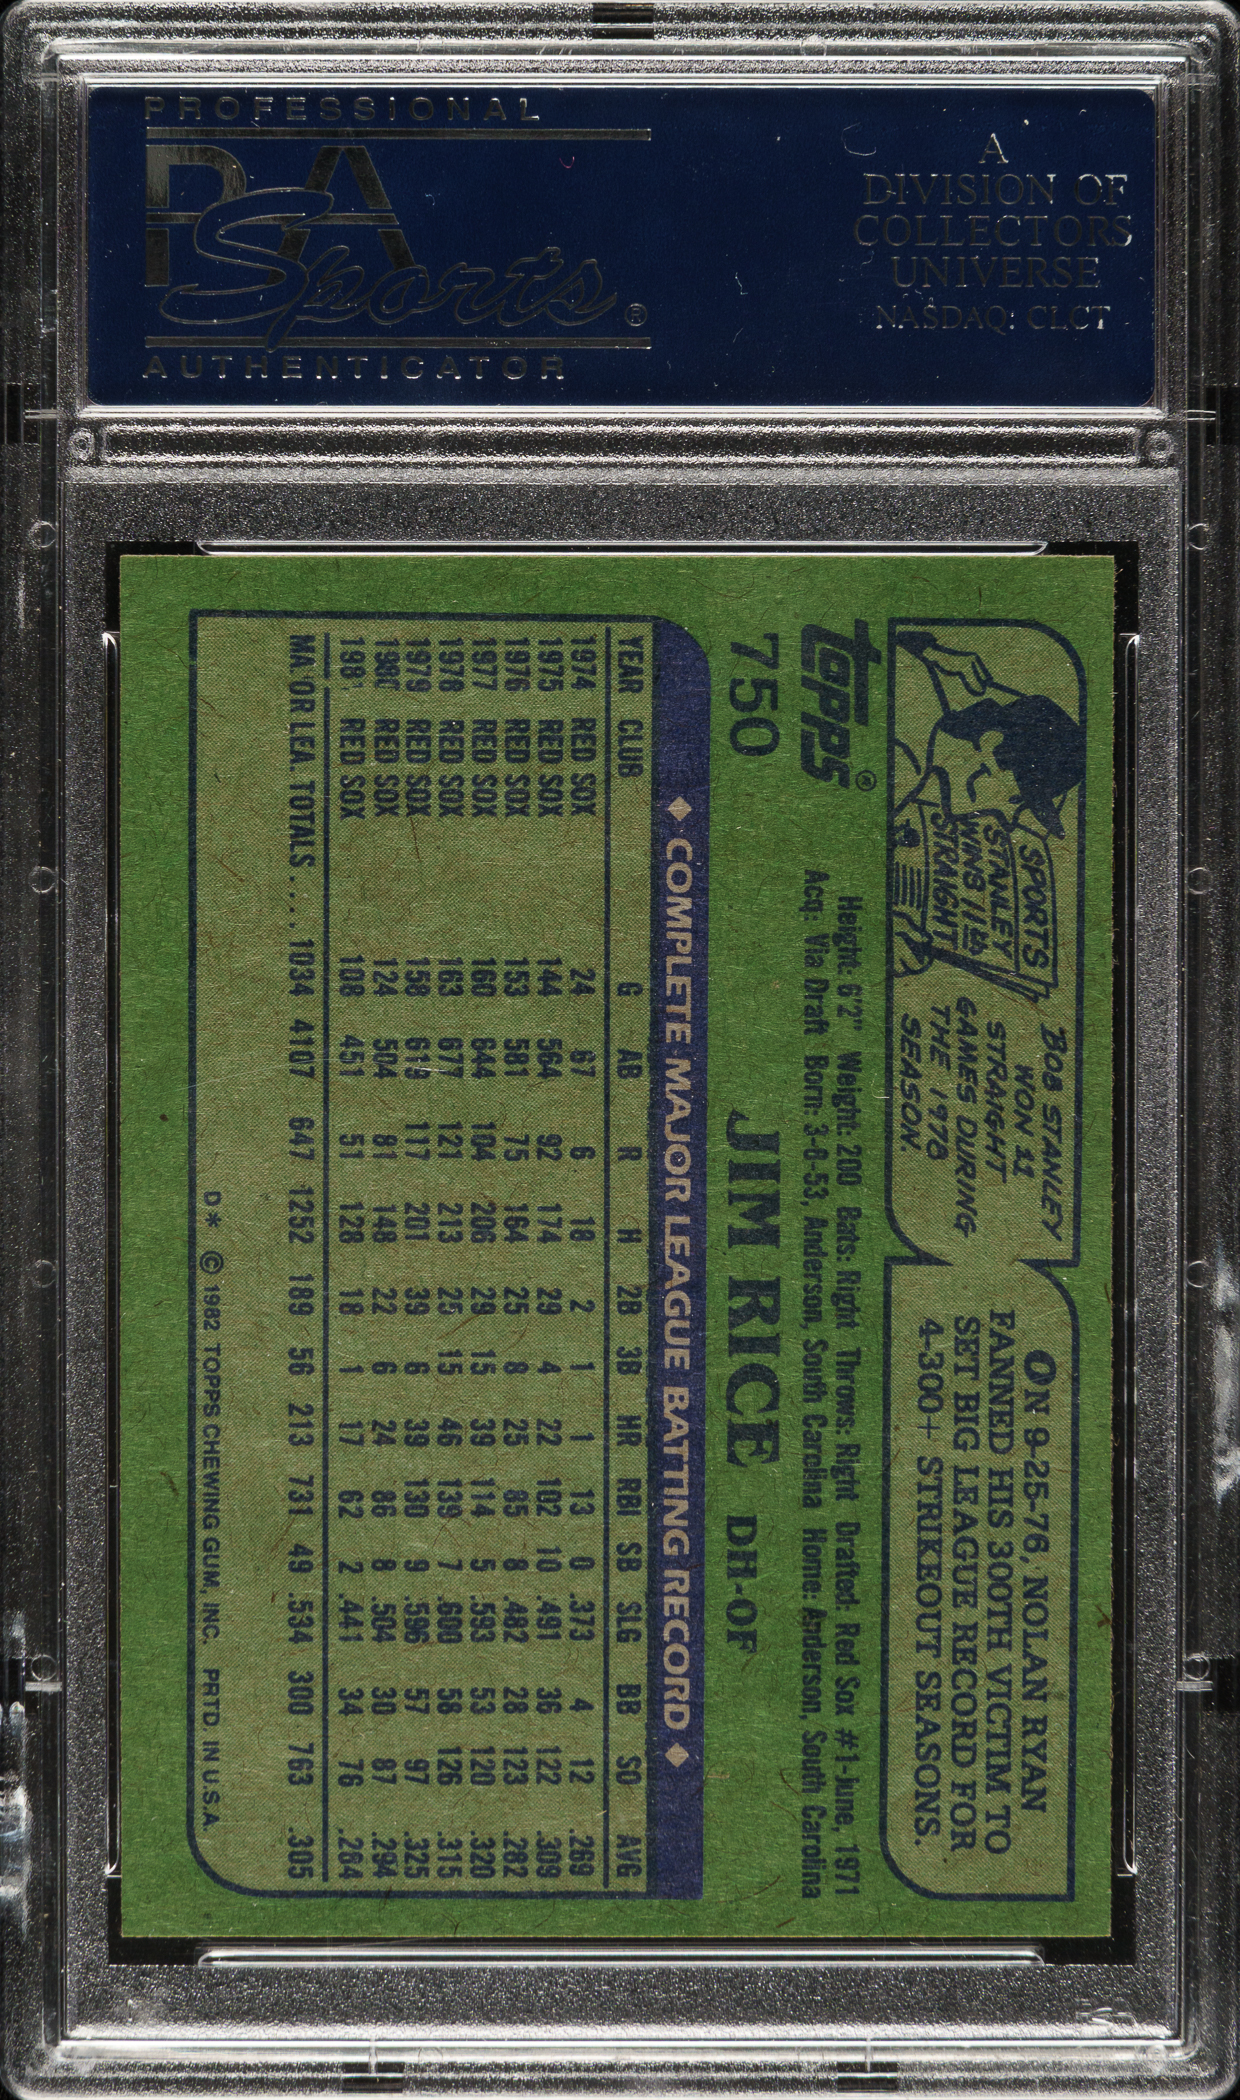 PROFESSIONAL
PSA
Sports®
AUTHENTICATOR
A
DIVISION OF
COLLECTORS
UNIVERSE
NASDAQ: CLCT
SPORTS
STANLEY
WINS 11th
STRAIGHT
BOB STANLEY
WON 11
STRAIGHT
GAMES DURING
THE 1978
SEASON.
ON 9-25-76, NOLAN RYAN
FANNED HIS 300TH VICTIM TO
SET BIG LEAGUE RECORD FOR
4-300+ STRIKEOUT SEASONS.
topps®
750
Height: 6'2" Weight: 200 Bats: Right Throws: Right Drafted: Red Sox #1-June, 1971
Acq: Via Draft Born: 3-8-53, Anderson, South Carolina Home: Anderson, South Carolina
JIM RICE DH-OF
◆ COMPLETE MAJOR LEAGUE BATTING RECORD ◆
YEAR CLUB G AB R H 2B 3B HR RBI SB SLG BB SO AVG
1974 RED SOX 24 67 6 18 2 1 1 13 0 .373 4 12 .269
1975 RED SOX 144 564 92 174 29 4 22 102 10 .491 36 122 .309
1976 RED SOX 153 581 75 164 25 8 25 85 8 .482 28 123 .282
1977 RED SOX 160 644 104 206 29 15 39 114 5 .593 53 120 .320
1978 RED SOX 163 677 121 213 25 15 46 139 7 .600 58 126 .315
1979 RED SOX 158 619 117 201 39 6 39 130 9 .596 57 97 .325
1980 RED SOX 124 504 81 148 22 6 24 86 8 .504 30 87 .294
198 RED SOX 108 451 51 128 18 1 17 62 2 .441 34 76 .284
MA OR LEA. TOTALS.... 1034 4107 647 1252 189 56 213 731 49 .534 300 763 .305
D* © 1982 TOPPS CHEWING GUM, INC. PRTD. IN U.S.A.